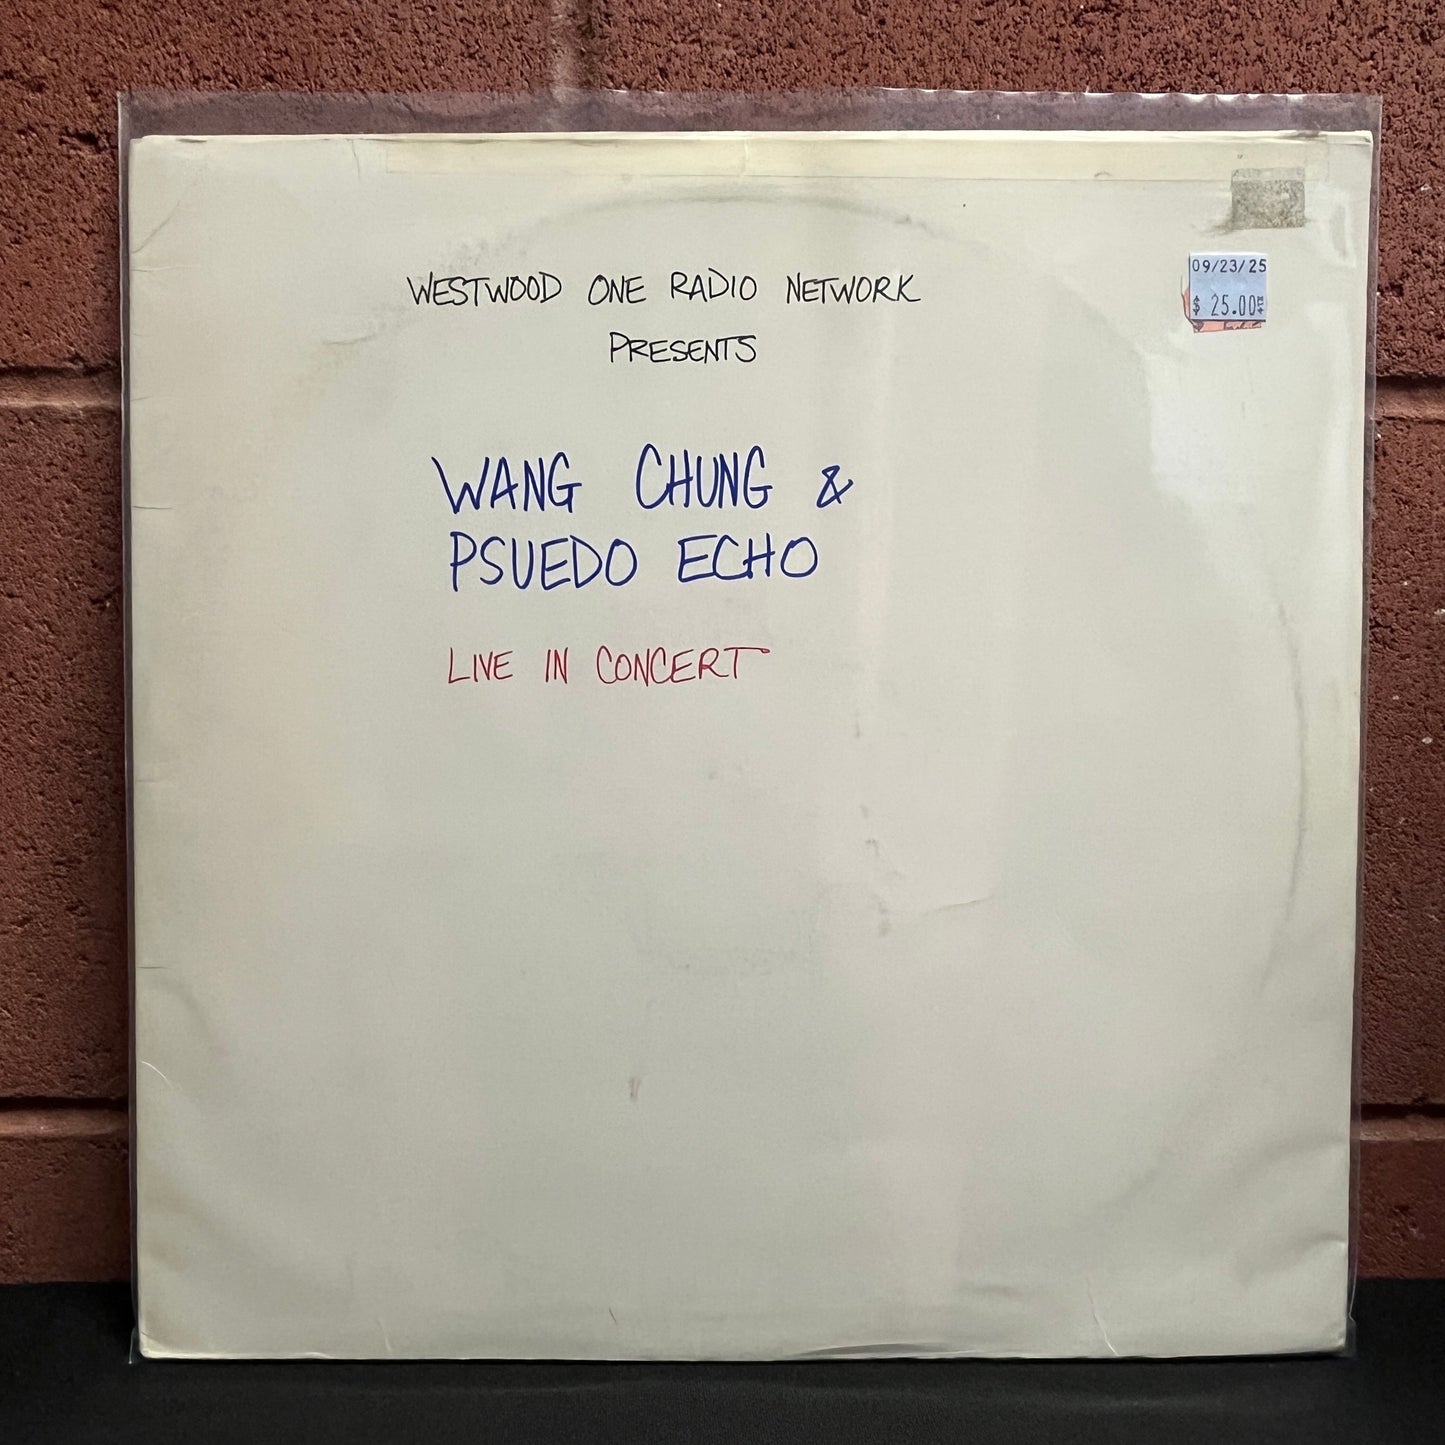 09/23/25
$ 25.00
WESTWOOD ONE RADIO NETWORK
PRESENTS
WANG CHUNG &
PSUEDO ECHO
LIVE IN CONCERT